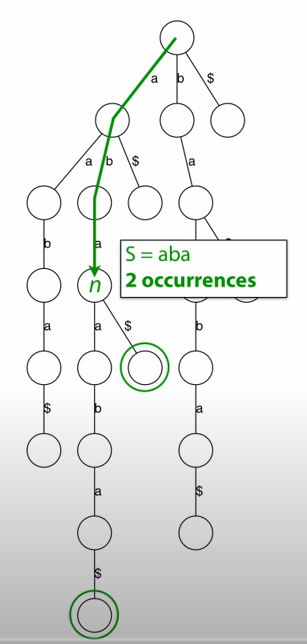 a b $
a b $ a
b a
S = aba
2 occurrences
n
a a $ b
$ b a
a $
$